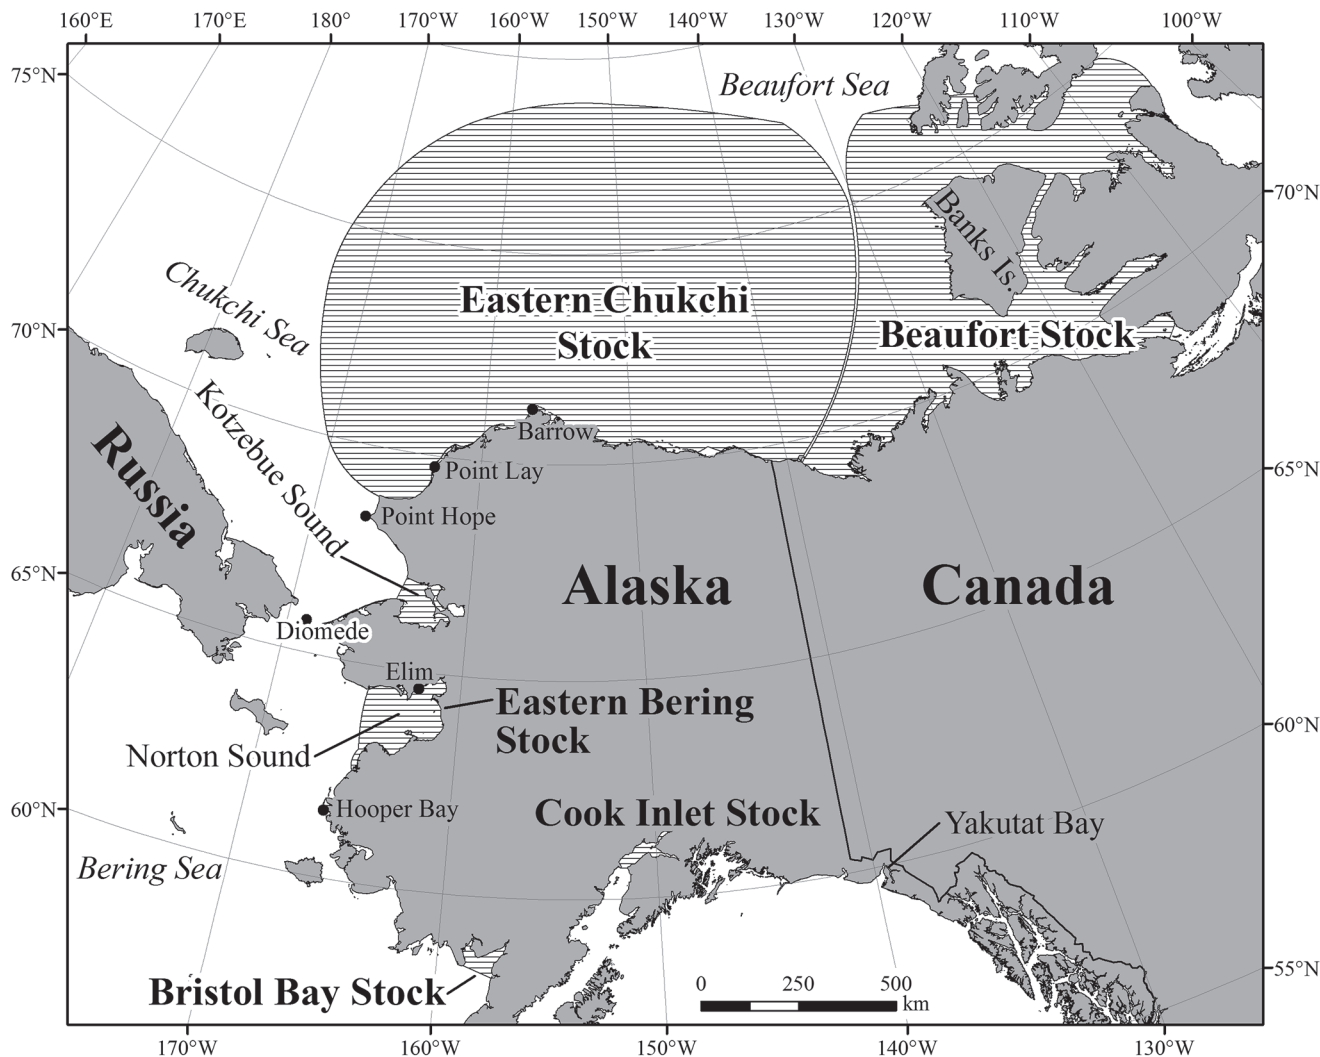 160°E 170°E 180° 170°W 160°W 150°W 140°W 130°W 120°W 110°W 100°W
75°N
Beaufort Sea
70°N
Banks Is.
Chukchi Sea
Eastern Chukchi
Stock
Beaufort Stock
70°N
Kotzebue Sound
Russia
Barrow
Point Lay
65°N
Point Hope
65°N
Alaska
Canada
Diomede
Elim
Eastern Bering
Stock
60°N
Norton Sound
60°N
Hooper Bay
Cook Inlet Stock
Yakutat Bay
Bering Sea
55°N
Bristol Bay Stock
0 250 500
km
170°W 160°W 150°W 140°W 130°W